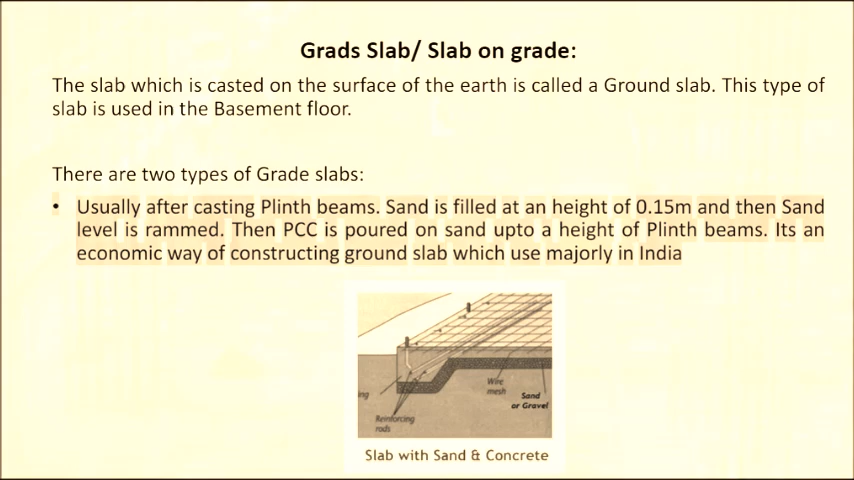 Grads Slab/ Slab on grade:
The slab which is casted on the surface of the earth is called a Ground slab. This type of
slab is used in the Basement floor.
There are two types of Grade slabs:
• Usually after casting Plinth beams. Sand is filled at an height of 0.15m and then Sand
level is rammed. Then PCC is poured on sand upto a height of Plinth beams. Its an
economic way of constructing ground slab which use majorly in India
ing
Wire
mesh
Sand
or Gravel
Reinforcing
rods
Slab with Sand & Concrete